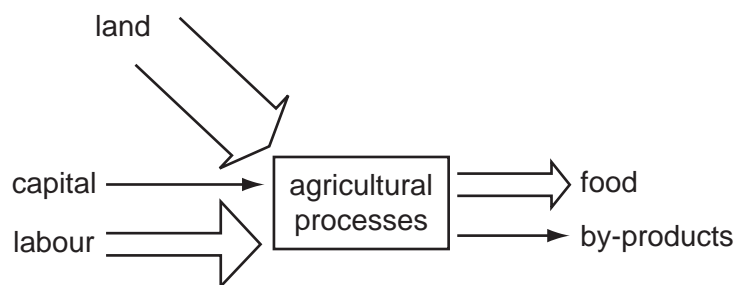 land
capital
agricultural
processes
food
labour
by-products